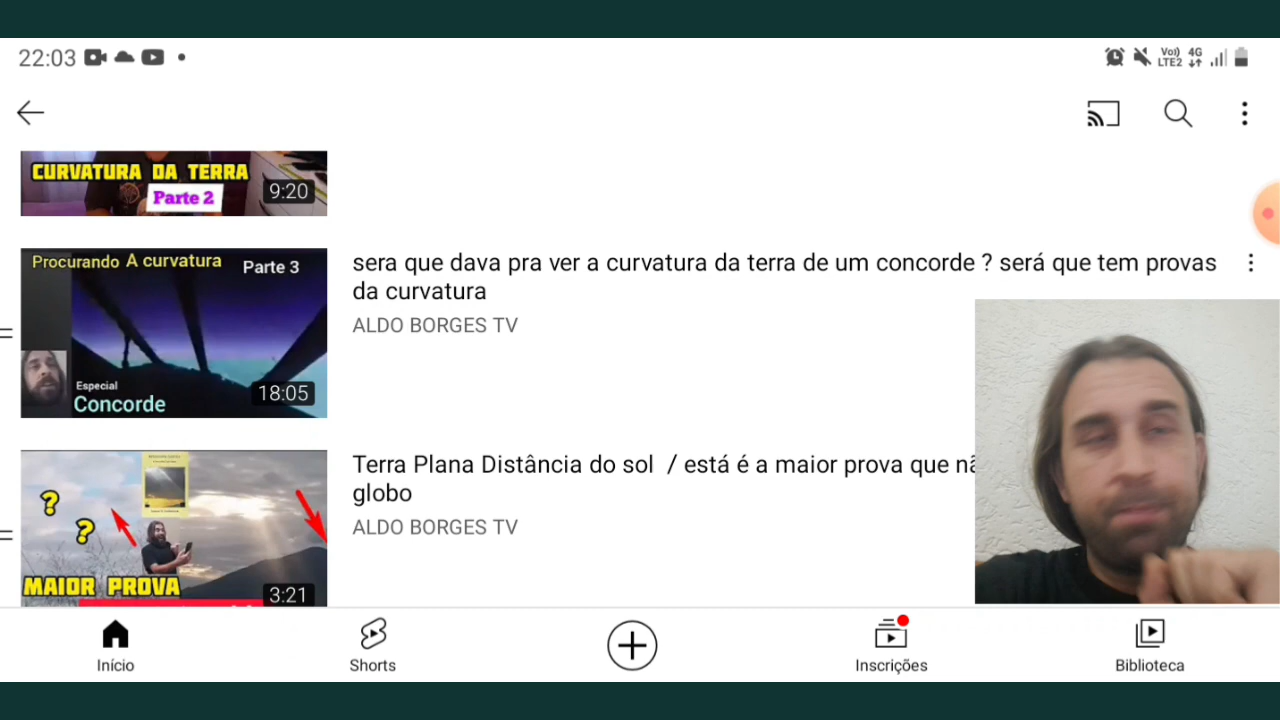 22:03
Vo))
LTE2
4G
CURVATURA DA TERRA
Parte 2
9:20
Procurando A curvatura
Parte 3
Especial
Concorde
18:05
sera que dava pra ver a curvatura da terra de um concorde ? será que tem provas
da curvatura
ALDO BORGES TV
MAIOR PROVA
3:21
Terra Plana Distância do sol / está é a maior prova que
globo
ALDO BORGES TV
Início
Shorts
Inscrições
Biblioteca